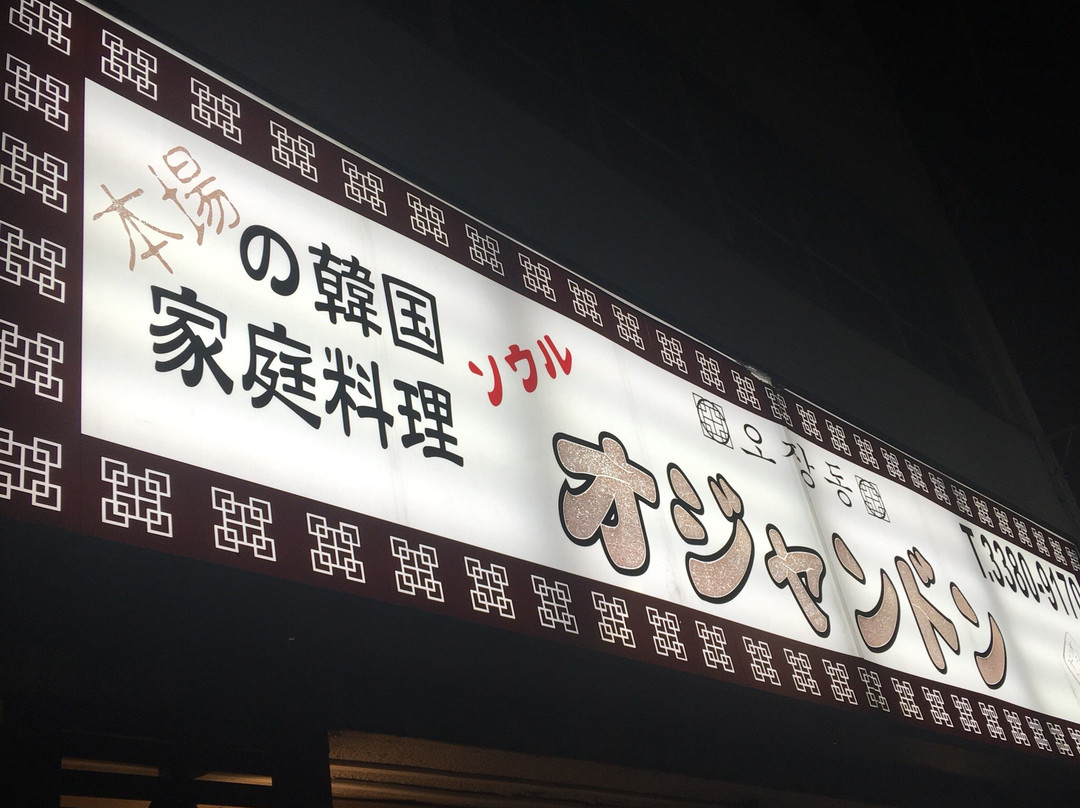 本場の韓国
家庭料理
ソウル
오장동
オジャンドン
T.3380-9170